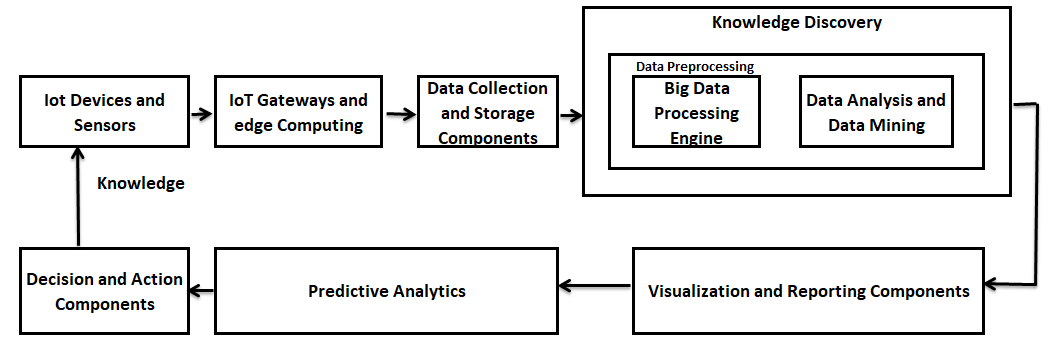 Knowledge Discovery
Data Preprocessing
Iot Devices and
Sensors
IoT Gateways and
edge Computing
Data Collection
and Storage
Components
Big Data
Processing
Engine
Data Analysis and
Data Mining
Knowledge
Decision and Action
Components
Predictive Analytics
Visualization and Reporting Components